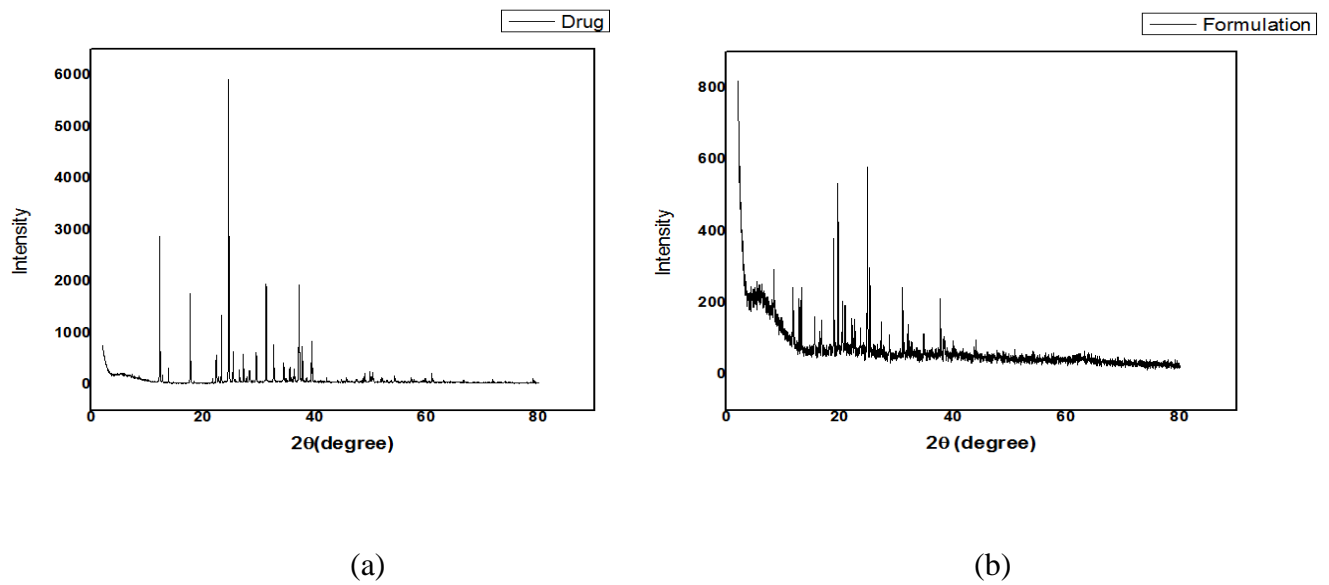 Drug
Intensity
6000
5000
4000
3000
2000
1000
0
0 20 40 60 80
2θ(degree)
(a)
Formulation
Intensity
800
600
400
200
0
0 20 40 60 80
2θ (degree)
(b)